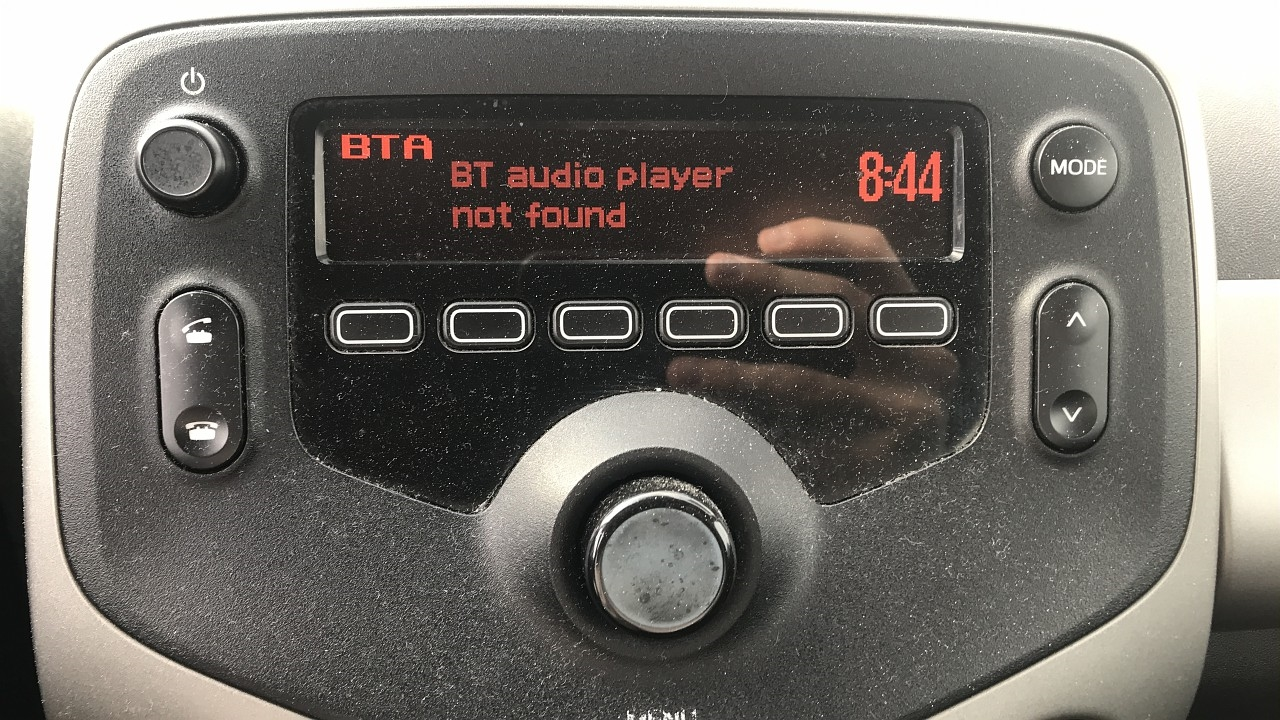 BTA
BT audio player
not found
8:44
MODE